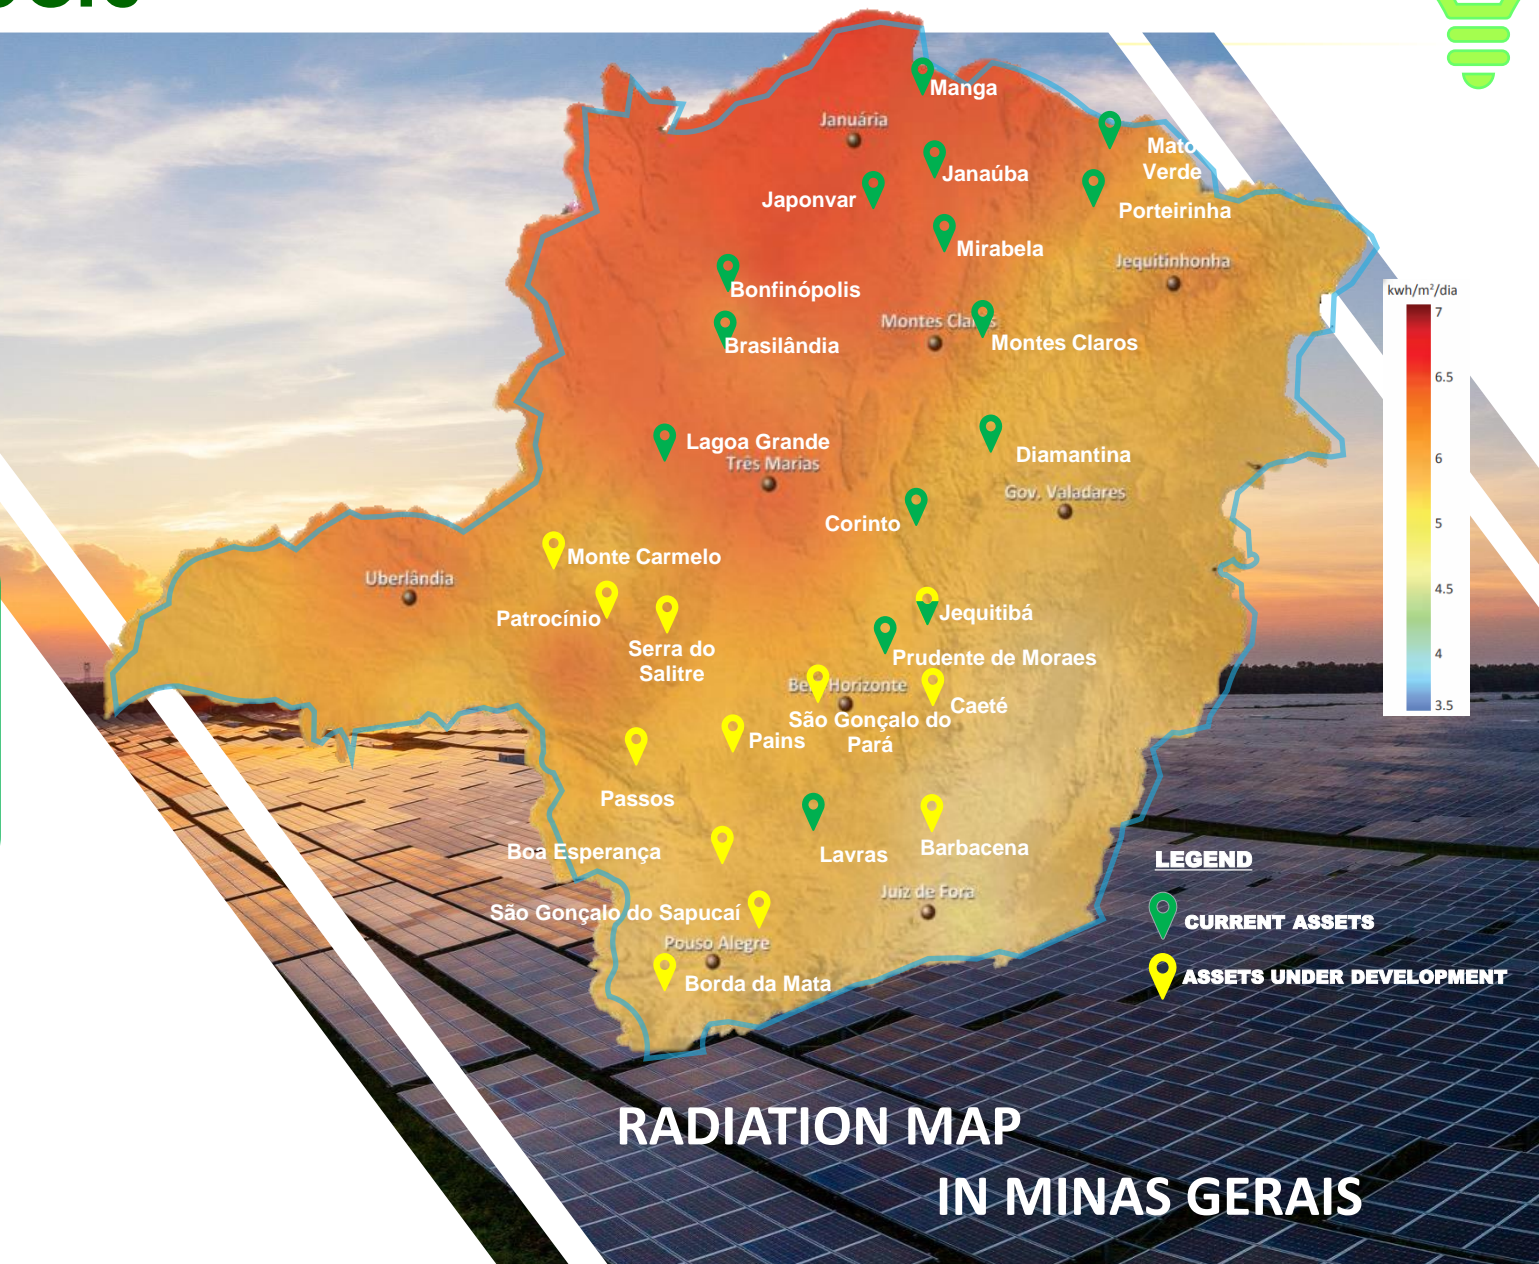 Manga
Januária
Mato
Verde
Janaúba
Japonvar
Porteirinha
Mirabela
Jequitinhonha
Bonfinópolis
kwh/m²/dia
7
Montes Claros
Montes Claros
Brasilândia
6.5
Lagoa Grande
Três Marias
Diamantina
6
Gov. Valadares
Corinto
5
Monte Carmelo
Uberlândia
4.5
Patrocínio
Jequitibá
Serra do
Salitre
Prudente de Moraes
4
Belo Horizonte
Caeté
3.5
São Gonçalo do
Pará
Pains
Passos
Boa Esperança
Lavras
Barbacena
LEGEND
Juiz de Fora
São Gonçalo do Sapucaí
CURRENT ASSETS
Pouso Alegre
Borda da Mata
ASSETS UNDER DEVELOPMENT
RADIATION MAP
IN MINAS GERAIS